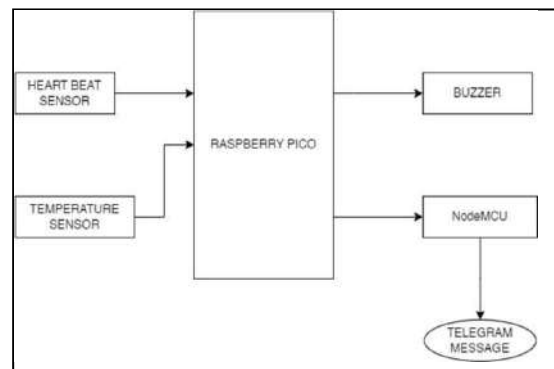 HEART BEAT
SENSOR
RASPBERRY PICO
BUZZER
TEMPERATURE
SENSOR
NodeMCU
TELEGRAM
MESSAGE